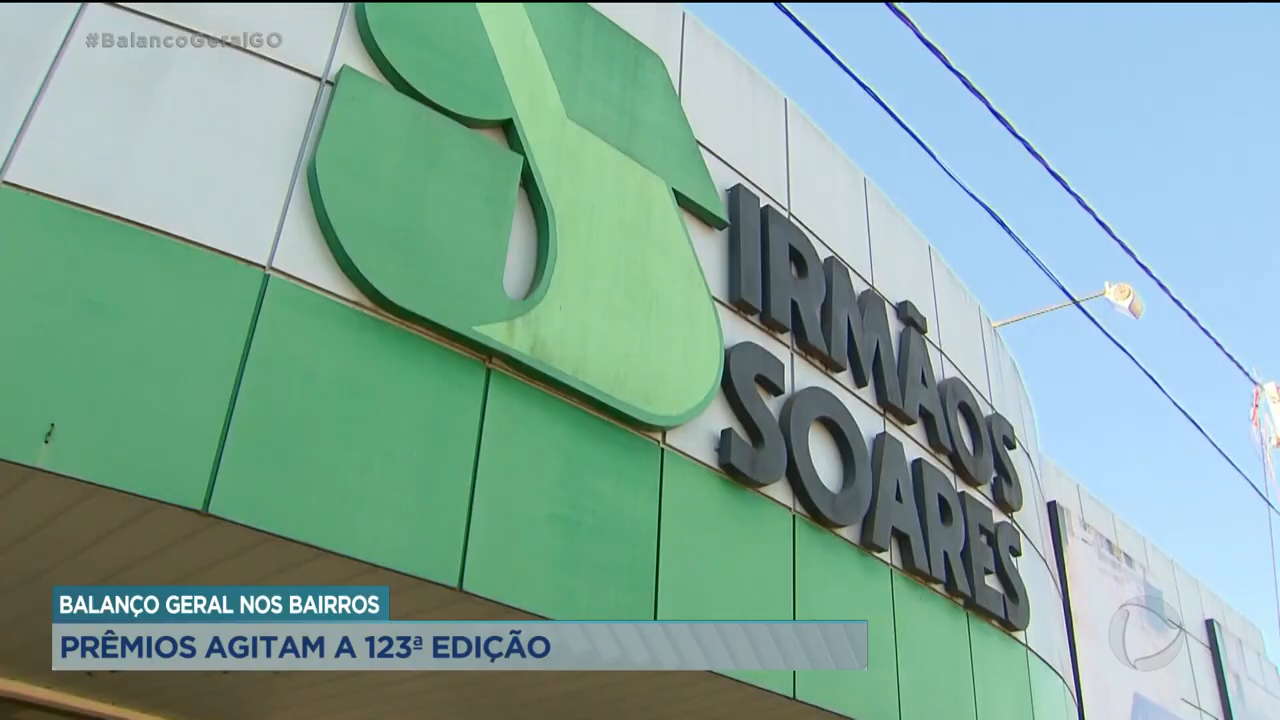 #BalancoGeralGO
IRMÃOS
SOARES
BALANÇO GERAL NOS BAIRROS
PRÊMIOS AGITAM A 123ª EDIÇÃO